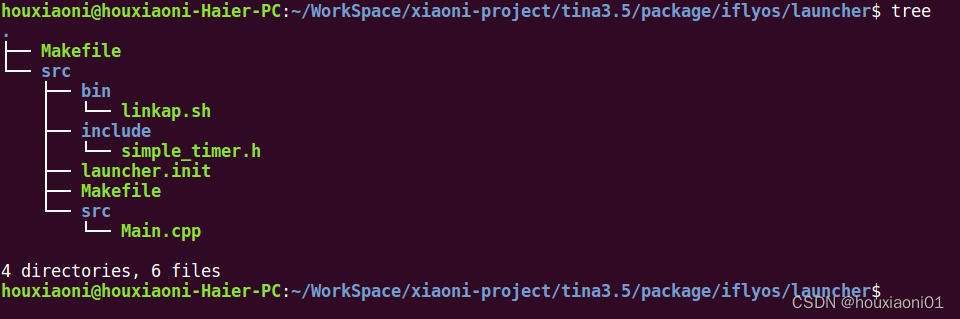 houxiaoni@houxiaoni-Haier-PC:~/WorkSpace/xiaoni-project/tina3.5/package/iflyos/launcher$ tree
.
├── Makefile
└── src
    ├── bin
    │   └── linkap.sh
    ├── include
    │   └── simple_timer.h
    ├── launcher.init
    ├── Makefile
    └── src
        └── Main.cpp

4 directories, 6 files
houxiaoni@houxiaoni-Haier-PC:~/WorkSpace/xiaoni-project/tina3.5/package/iflyos/launcher$
CSDN @houxiaoni01